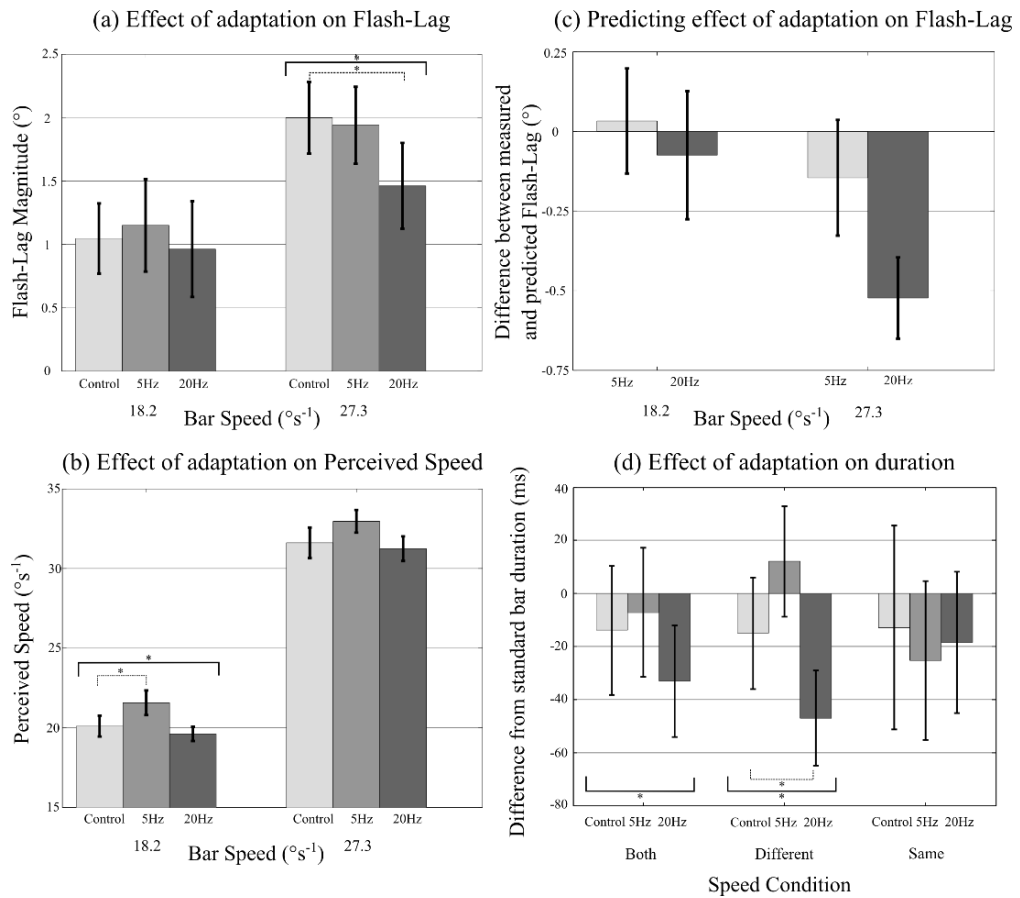 (a) Effect of adaptation on Flash-Lag
Flash-Lag Magnitude (°)
2.5
2
1.5
1
0.5
0
*
*
Control 5Hz 20Hz Control 5Hz 20Hz
18.2 27.3
Bar Speed (°s-1)
(c) Predicting effect of adaptation on Flash-Lag
Difference between measured
and predicted Flash-Lag (°)
0.25
0
-0.25
-0.5
-0.75
5Hz 20Hz 5Hz 20Hz
18.2 27.3
Bar Speed (°s-1)
(b) Effect of adaptation on Perceived Speed
Perceived Speed (°s-1)
35
30
25
20
15
*
*
Control 5Hz 20Hz Control 5Hz 20Hz
18.2 27.3
Bar Speed (°s-1)
(d) Effect of adaptation on duration
Difference from standard bar duration (ms)
40
20
0
-20
-40
-60
-80
*
* *
Control 5Hz 20Hz Control 5Hz 20Hz Control 5Hz 20Hz
Both Different Same
Speed Condition